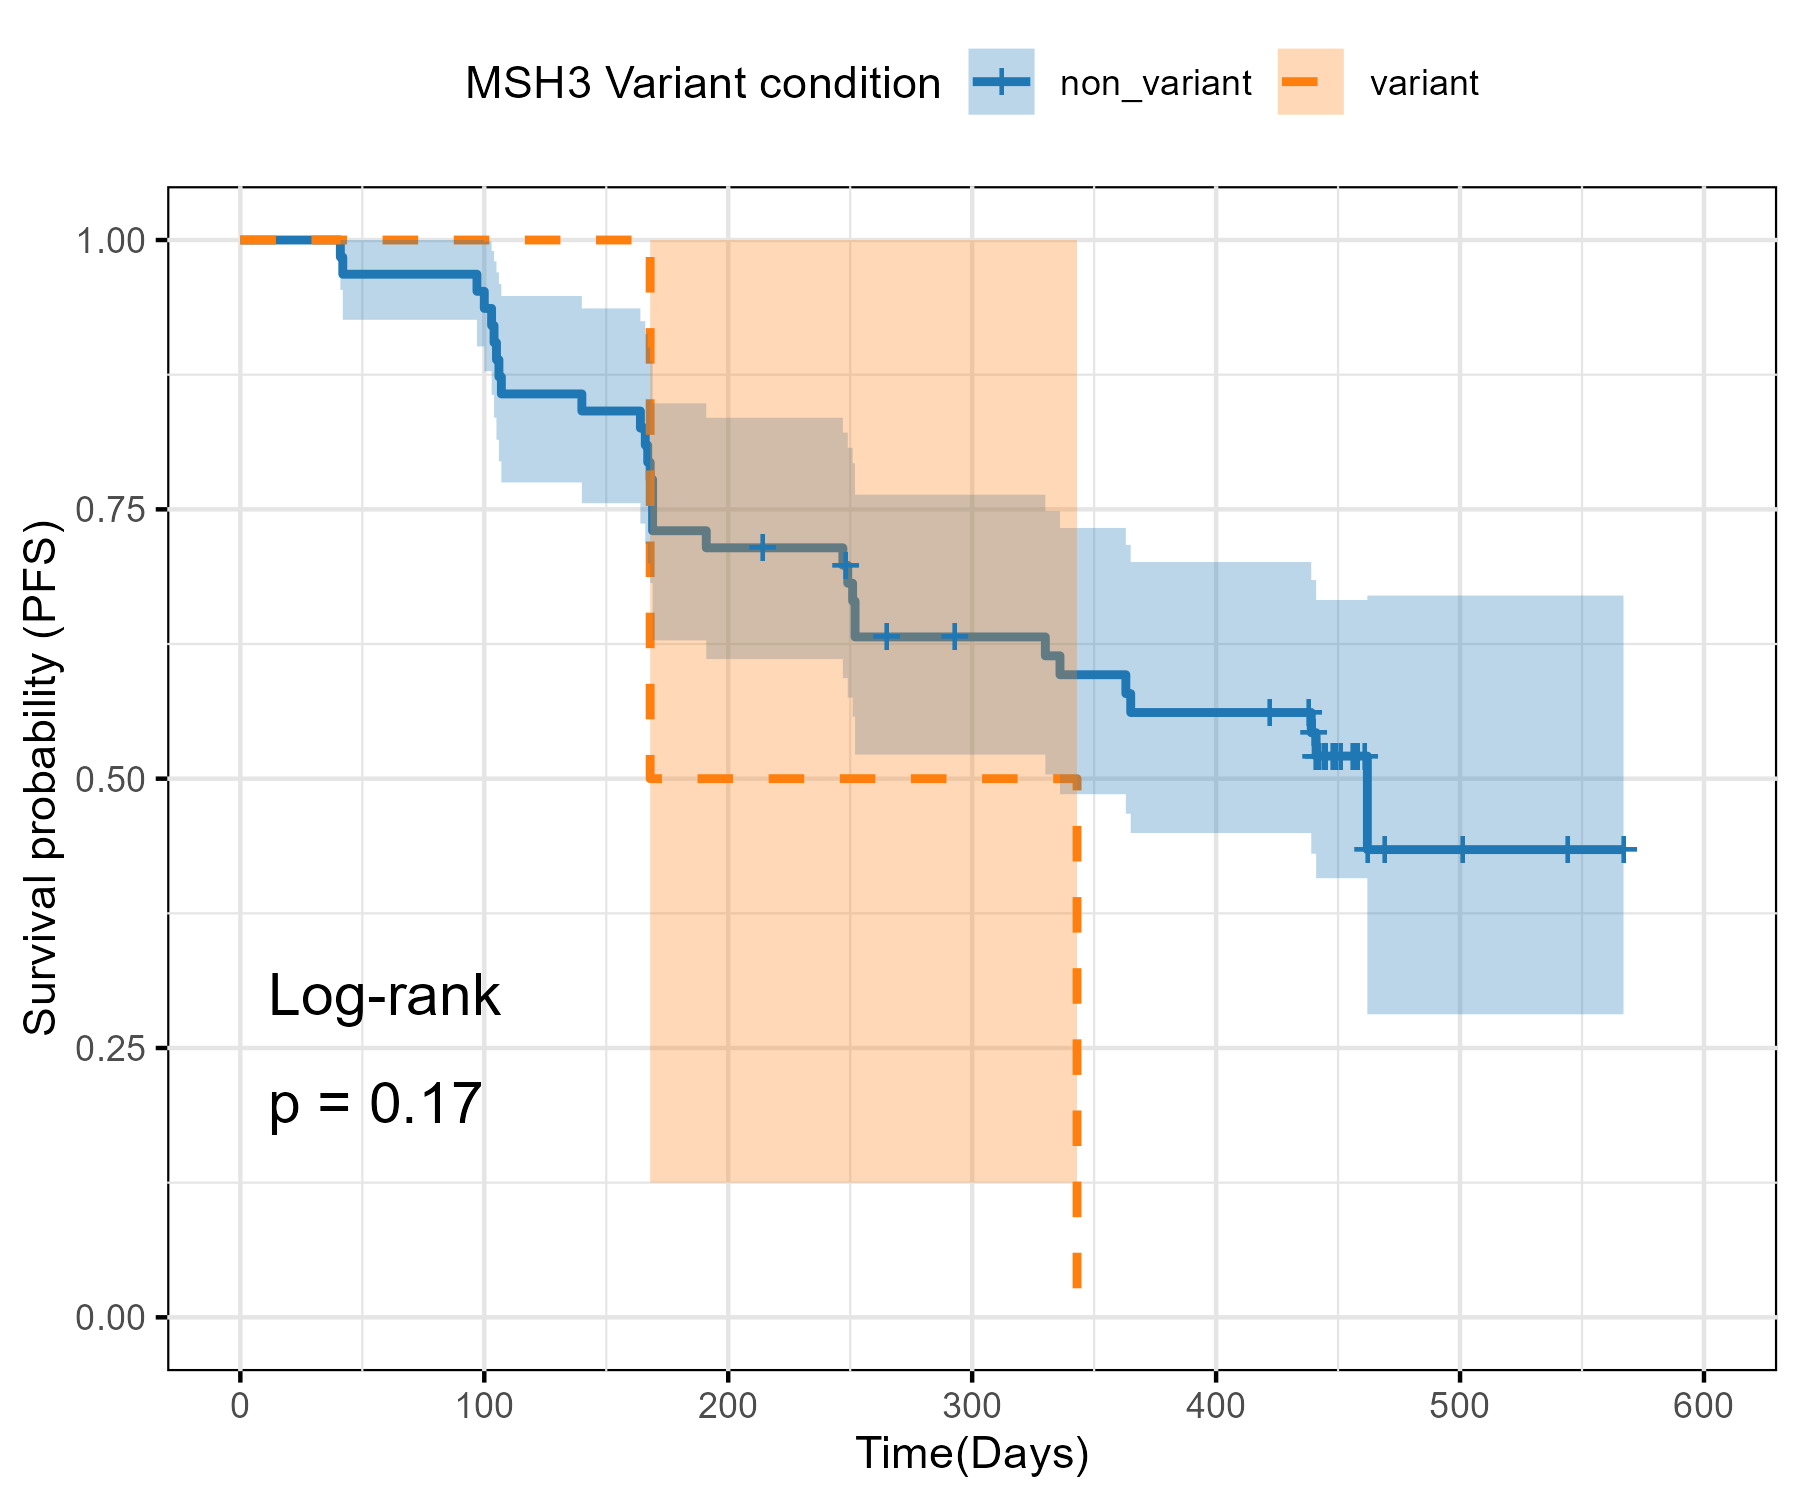 MSH3 Variant condition non_variant variant
Survival probability (PFS)
1.00
0.75
0.50
0.25
0.00
Log-rank
p = 0.17
0 100 200 300 400 500 600
Time(Days)